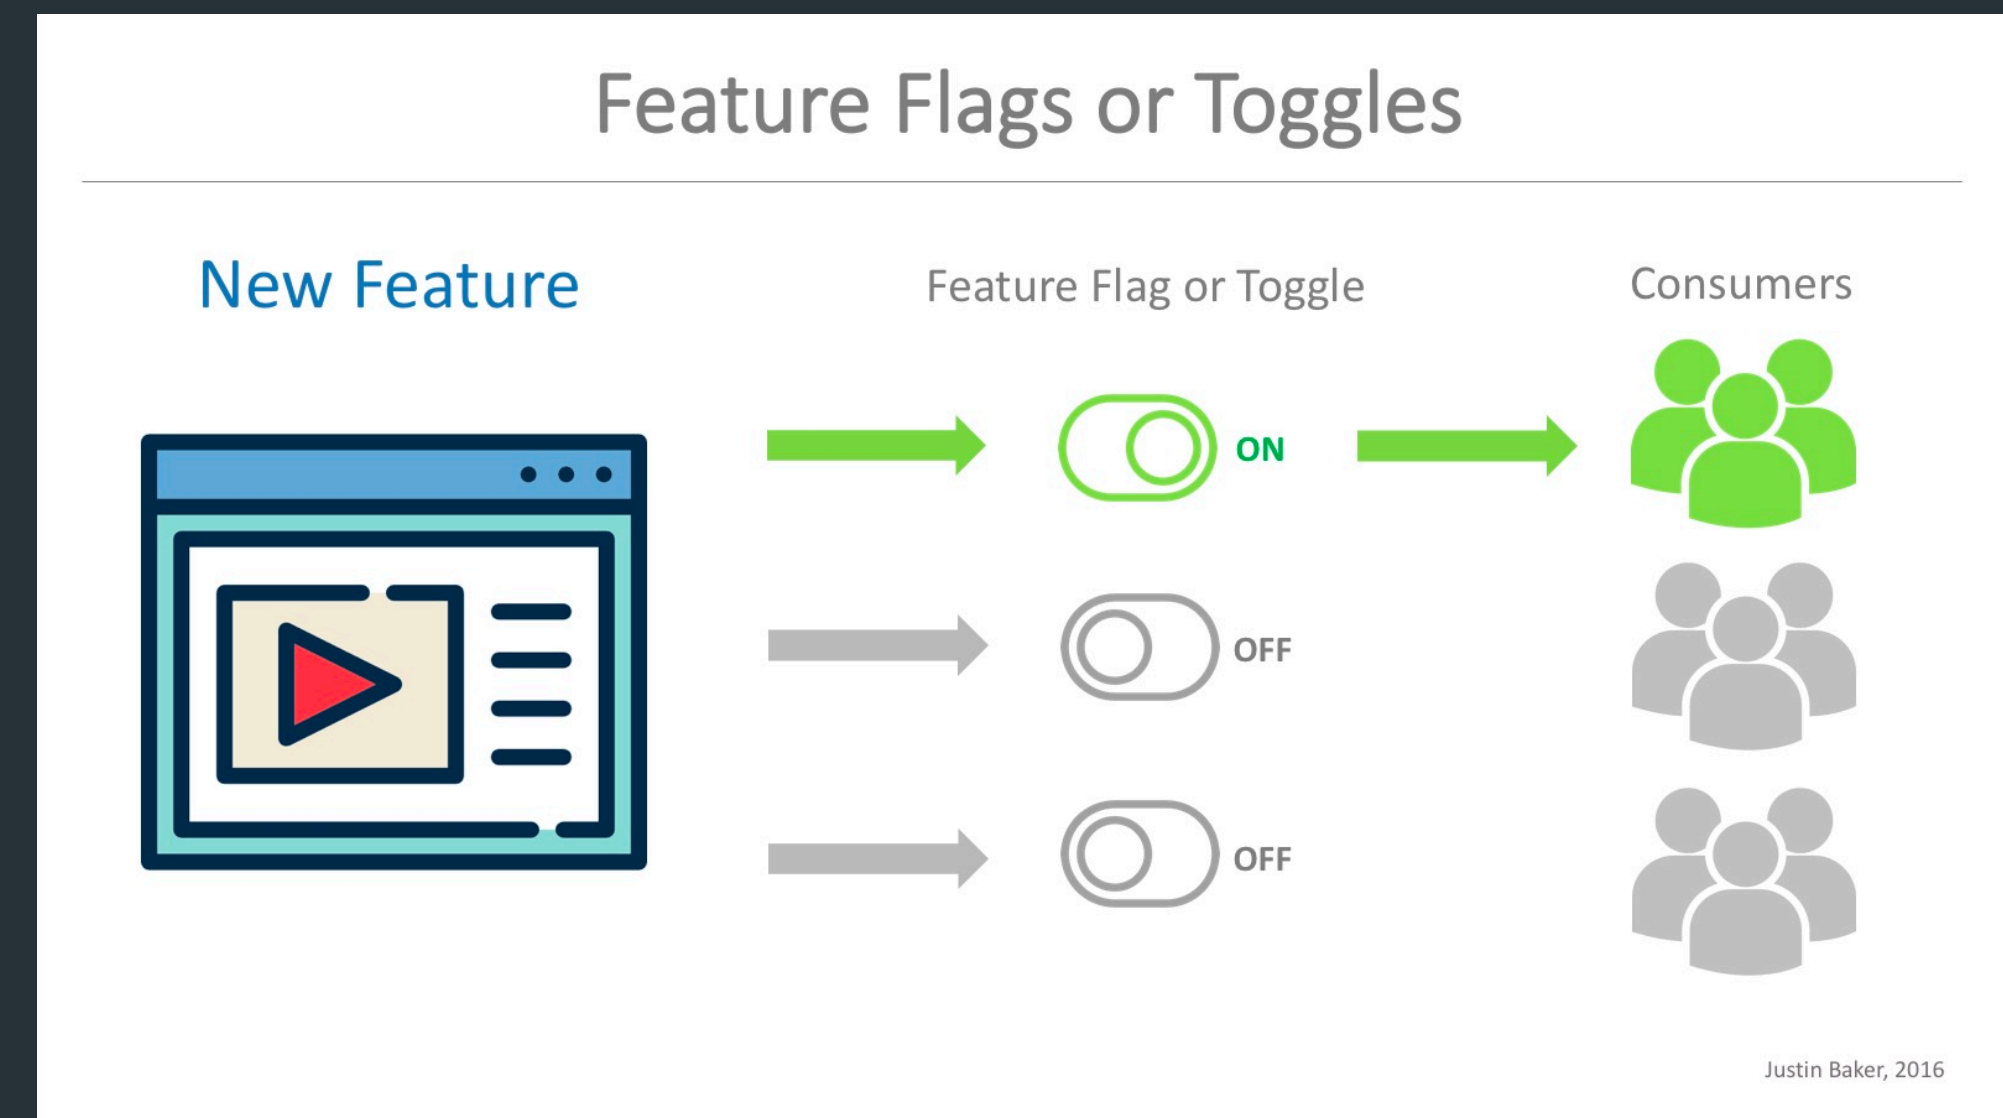 Feature Flags or Toggles
New Feature
Feature Flag or Toggle
Consumers
ON
OFF
OFF
Justin Baker, 2016